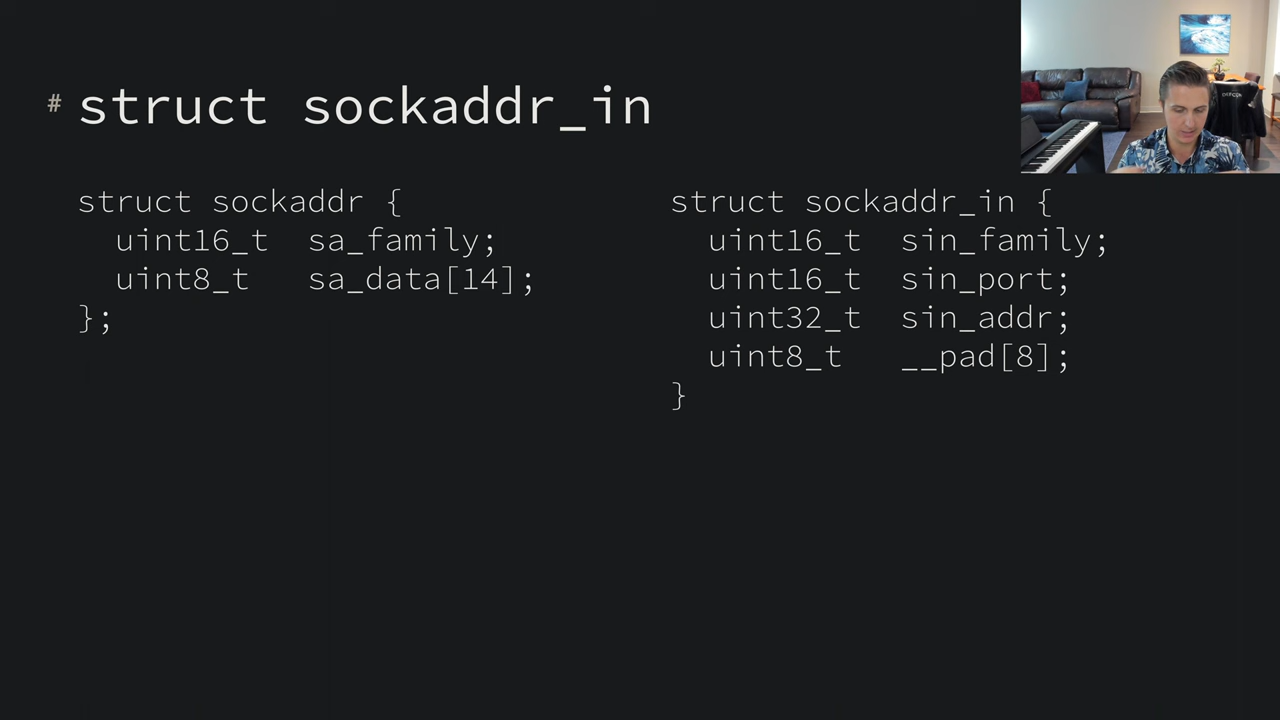 # struct sockaddr_in
struct sockaddr {
  uint16_t  sa_family;
  uint8_t   sa_data[14];
};
struct sockaddr_in {
  uint16_t  sin_family;
  uint16_t  sin_port;
  uint32_t  sin_addr;
  uint8_t   __pad[8];
}